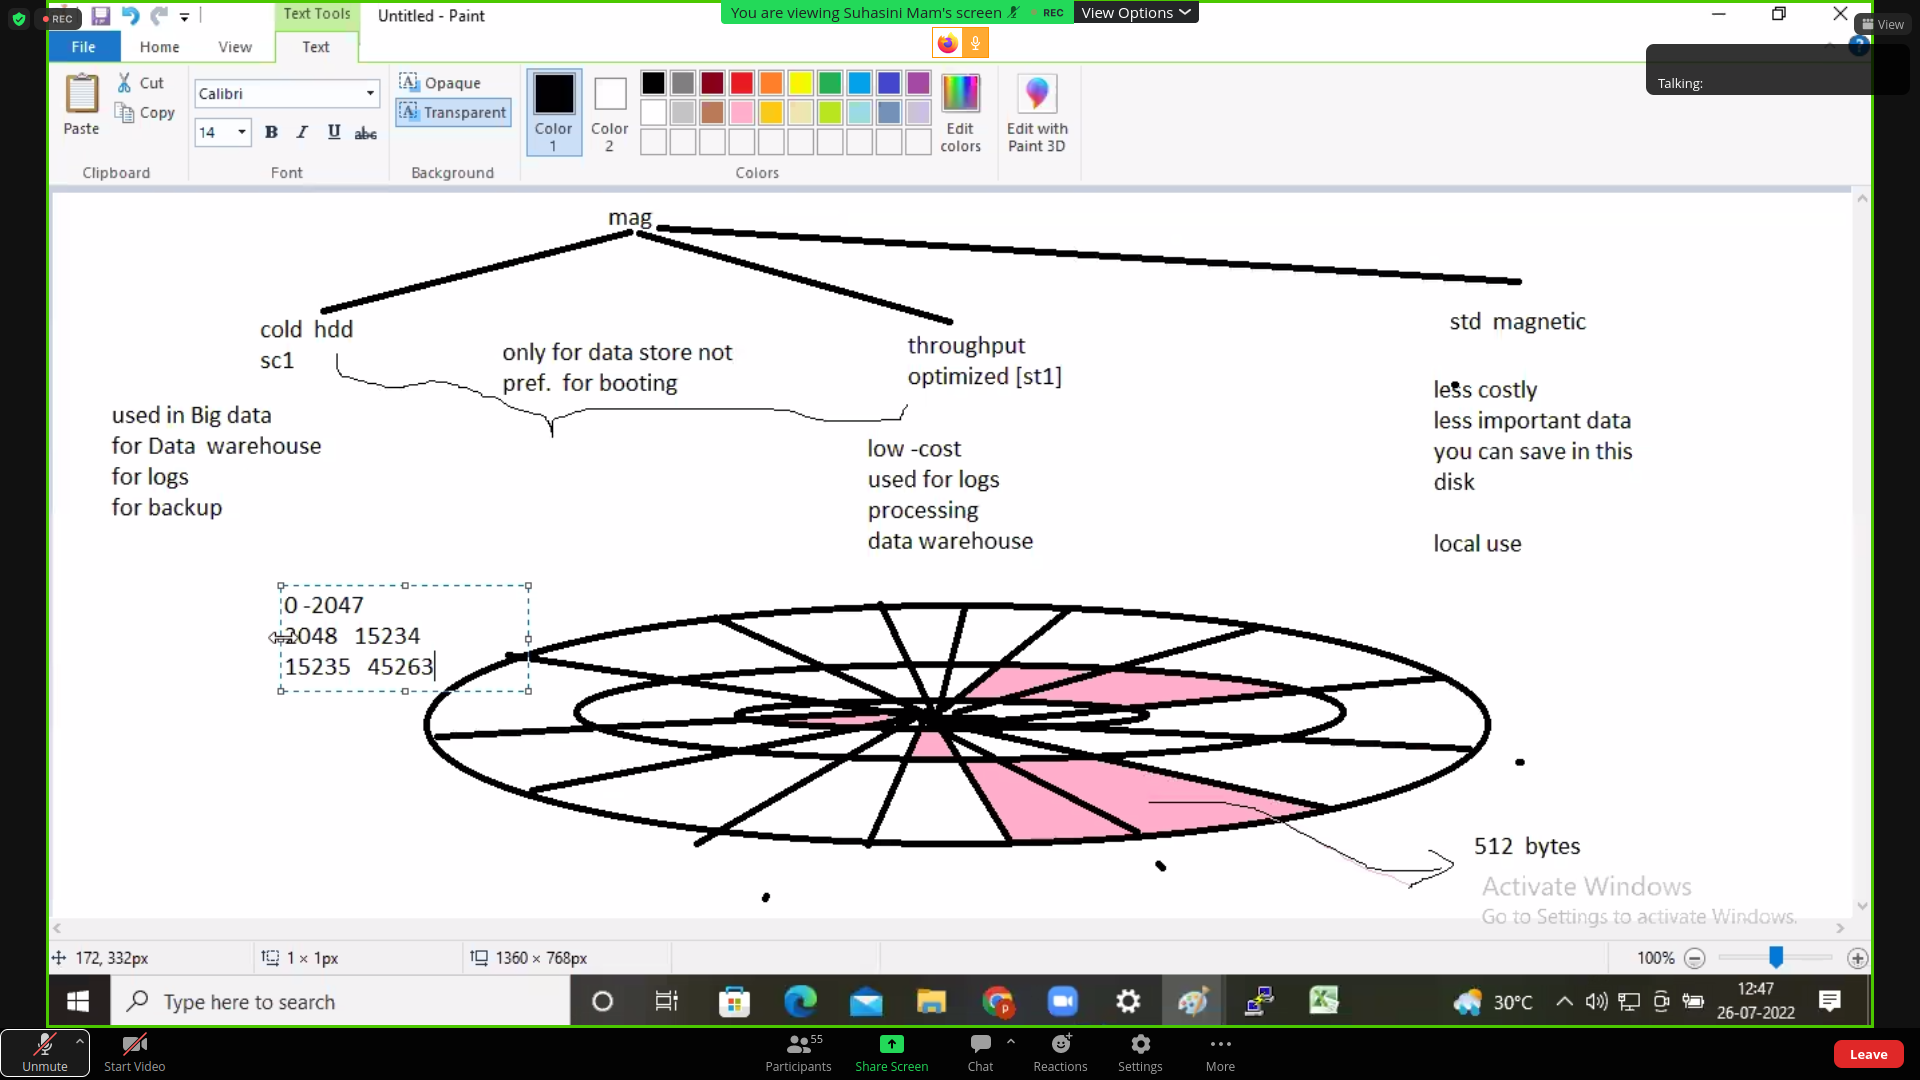 REC
Text Tools
Untitled - Paint
You are viewing Suhasini Mam's screen
REC
View Options
View
File
Home
View
Text
Talking:
Paste
Cut
Copy
Clipboard
Calibri
14
B I U abc
Font
Opaque
Transparent
Background
Color 1
Color 2
Edit colors
Colors
Edit with Paint 3D
mag
cold hdd
sc1
only for data store not
pref. for booting
throughput
optimized [st1]
std magnetic
used in Big data
for Data warehouse
for logs
for backup
low -cost
used for logs
processing
data warehouse
less costly
less important data
you can save in this
disk
local use
0 -2047
2048 15234
15235 45263
512 bytes
Activate Windows
Go to Settings to activate Windows.
172, 332px
1 × 1px
1360 × 768px
100%
Type here to search
30°C
12:47
26-07-2022
Unmute
Start Video
55
Participants
Share Screen
Chat
Reactions
Settings
More
Leave